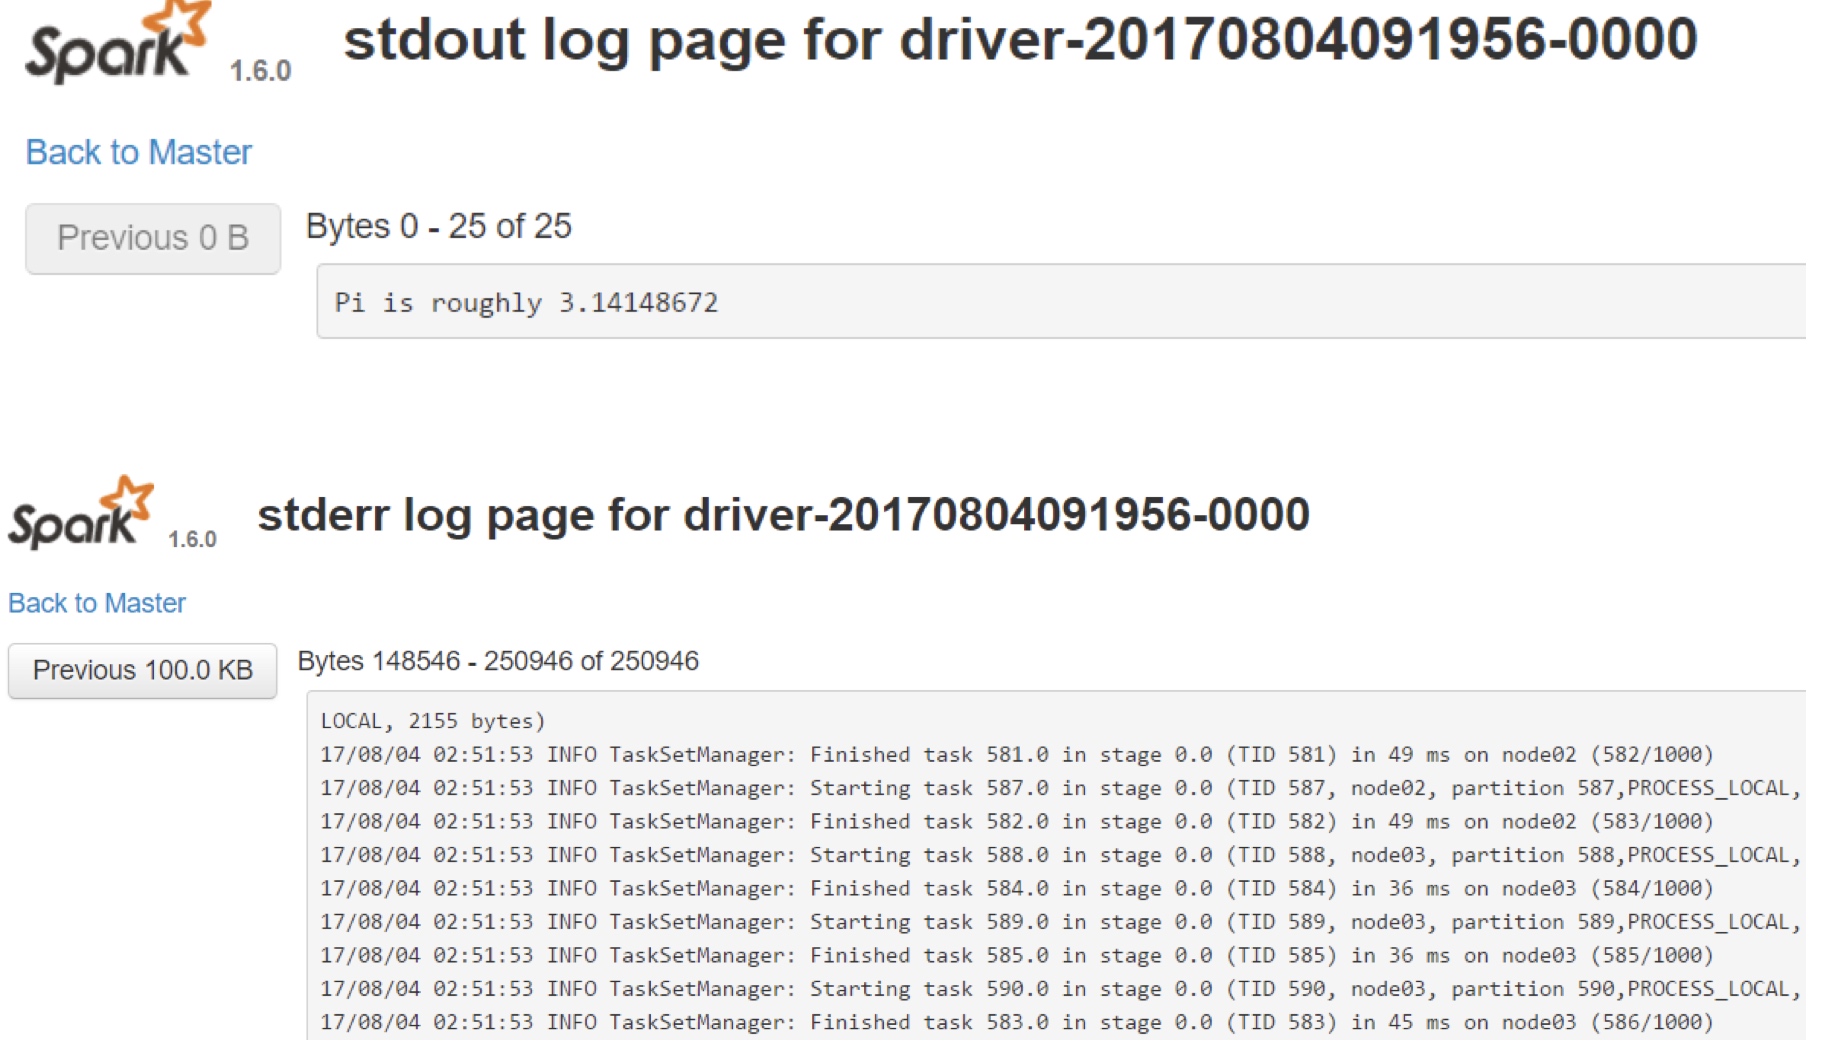 Spark 1.6.0 stdout log page for driver-20170804091956-0000
Back to Master
Previous 0 B Bytes 0 - 25 of 25
Pi is roughly 3.14148672
Spark 1.6.0 stderr log page for driver-20170804091956-0000
Back to Master
Previous 100.0 KB Bytes 148546 - 250946 of 250946
LOCAL, 2155 bytes)
17/08/04 02:51:53 INFO TaskSetManager: Finished task 581.0 in stage 0.0 (TID 581) in 49 ms on node02 (582/1000)
17/08/04 02:51:53 INFO TaskSetManager: Starting task 587.0 in stage 0.0 (TID 587, node02, partition 587,PROCESS_LOCAL,
17/08/04 02:51:53 INFO TaskSetManager: Finished task 582.0 in stage 0.0 (TID 582) in 49 ms on node02 (583/1000)
17/08/04 02:51:53 INFO TaskSetManager: Starting task 588.0 in stage 0.0 (TID 588, node03, partition 588,PROCESS_LOCAL,
17/08/04 02:51:53 INFO TaskSetManager: Finished task 584.0 in stage 0.0 (TID 584) in 36 ms on node03 (584/1000)
17/08/04 02:51:53 INFO TaskSetManager: Starting task 589.0 in stage 0.0 (TID 589, node03, partition 589,PROCESS_LOCAL,
17/08/04 02:51:53 INFO TaskSetManager: Finished task 585.0 in stage 0.0 (TID 585) in 36 ms on node03 (585/1000)
17/08/04 02:51:53 INFO TaskSetManager: Starting task 590.0 in stage 0.0 (TID 590, node03, partition 590,PROCESS_LOCAL,
17/08/04 02:51:53 INFO TaskSetManager: Finished task 583.0 in stage 0.0 (TID 583) in 45 ms on node03 (586/1000)